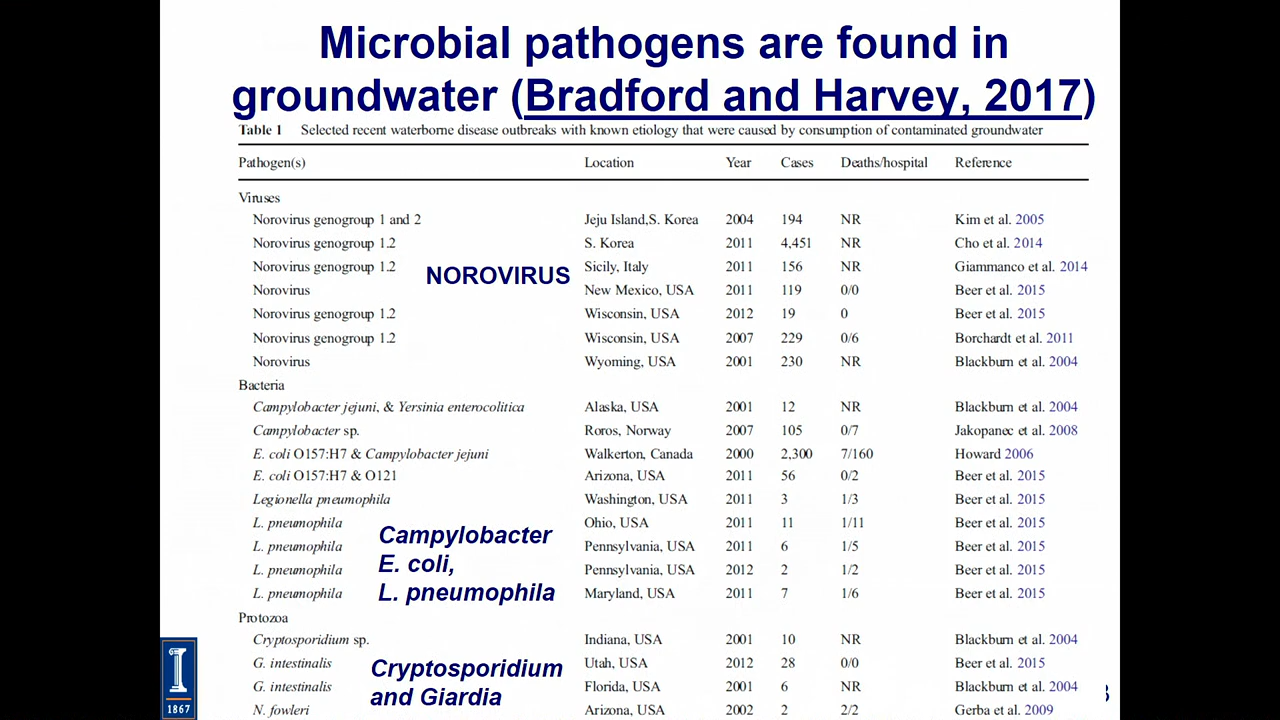 Microbial pathogens are found in
groundwater (Bradford and Harvey, 2017)
Table 1 Selected recent waterborne disease outbreaks with known etiology that were caused by consumption of contaminated groundwater
Pathogen(s) Location Year Cases Deaths/hospital Reference
Viruses
Norovirus genogroup 1 and 2 Jeju Island,S. Korea 2004 194 NR Kim et al. 2005
Norovirus genogroup 1.2 S. Korea 2011 4,451 NR Cho et al. 2014
Norovirus genogroup 1.2 Sicily, Italy 2011 156 NR Giammanco et al. 2014
NOROVIRUS
Norovirus New Mexico, USA 2011 119 0/0 Beer et al. 2015
Norovirus genogroup 1.2 Wisconsin, USA 2012 19 0 Beer et al. 2015
Norovirus genogroup 1.2 Wisconsin, USA 2007 229 0/6 Borchardt et al. 2011
Norovirus Wyoming, USA 2001 230 NR Blackburn et al. 2004
Bacteria
Campylobacter jejuni, & Yersinia enterocolitica Alaska, USA 2001 12 NR Blackburn et al. 2004
Campylobacter sp. Roros, Norway 2007 105 0/7 Jakopanec et al. 2008
E. coli O157:H7 & Campylobacter jejuni Walkerton, Canada 2000 2,300 7/160 Howard 2006
E. coli O157:H7 & O121 Arizona, USA 2011 56 0/2 Beer et al. 2015
Legionella pneumophila Washington, USA 2011 3 1/3 Beer et al. 2015
L. pneumophila Ohio, USA 2011 11 1/11 Beer et al. 2015
Campylobacter
L. pneumophila Pennsylvania, USA 2011 6 1/5 Beer et al. 2015
E. coli,
L. pneumophila Pennsylvania, USA 2012 2 1/2 Beer et al. 2015
L. pneumophila
L. pneumophila Maryland, USA 2011 7 1/6 Beer et al. 2015
Protozoa
Cryptosporidium sp. Indiana, USA 2001 10 NR Blackburn et al. 2004
G. intestinalis Utah, USA 2012 28 0/0 Beer et al. 2015
Cryptosporidium
G. intestinalis Florida, USA 2001 6 NR Blackburn et al. 2004
and Giardia
N. fowleri Arizona, USA 2002 2 2/2 Gerba et al. 2009
I
1867